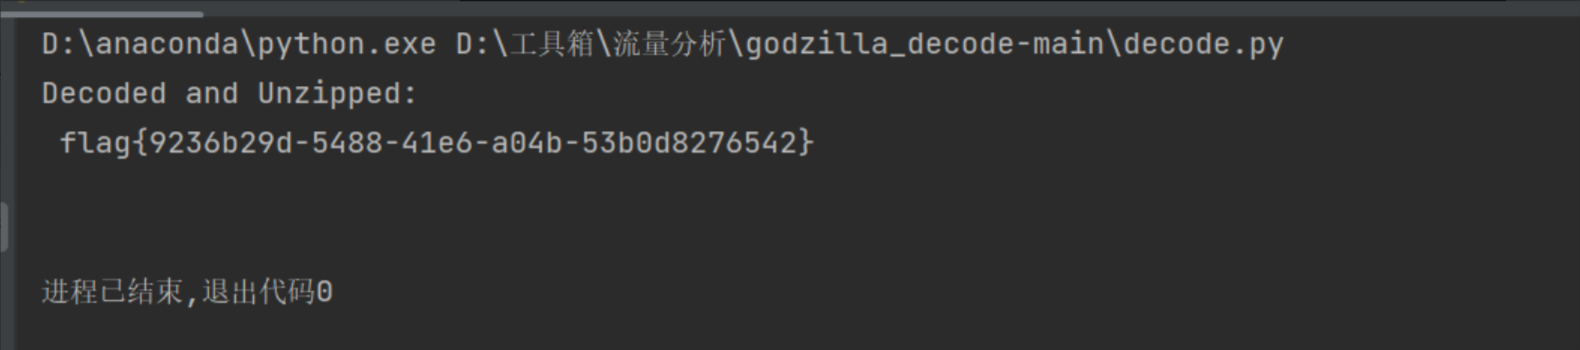 D:\anaconda\python.exe D:\工具箱\流量分析\godzilla_decode-main\decode.py
Decoded and Unzipped:
flag{9236b29d-5488-41e6-a04b-53b0d8276542}
进程已结束,退出代码0